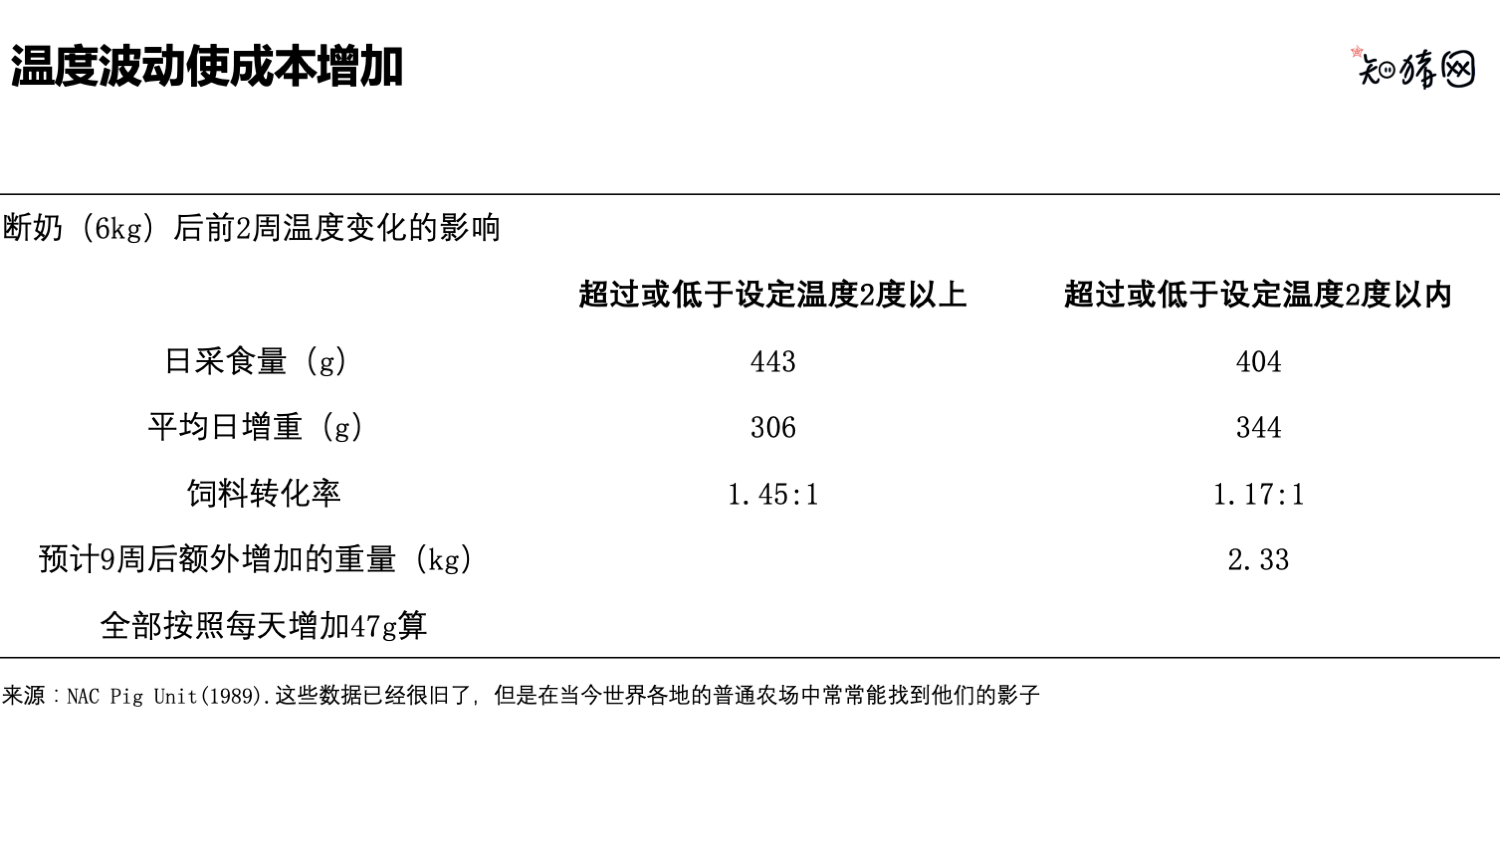 温度波动使成本增加
知猪网
断奶（6kg）后前2周温度变化的影响
超过或低于设定温度2度以上 超过或低于设定温度2度以内
日采食量（g） 443 404
平均日增重（g） 306 344
饲料转化率 1.45:1 1.17:1
预计9周后额外增加的重量（kg） 2.33
全部按照每天增加47g算
来源：NAC Pig Unit(1989).这些数据已经很旧了，但是在当今世界各地的普通农场中常常能找到他们的影子